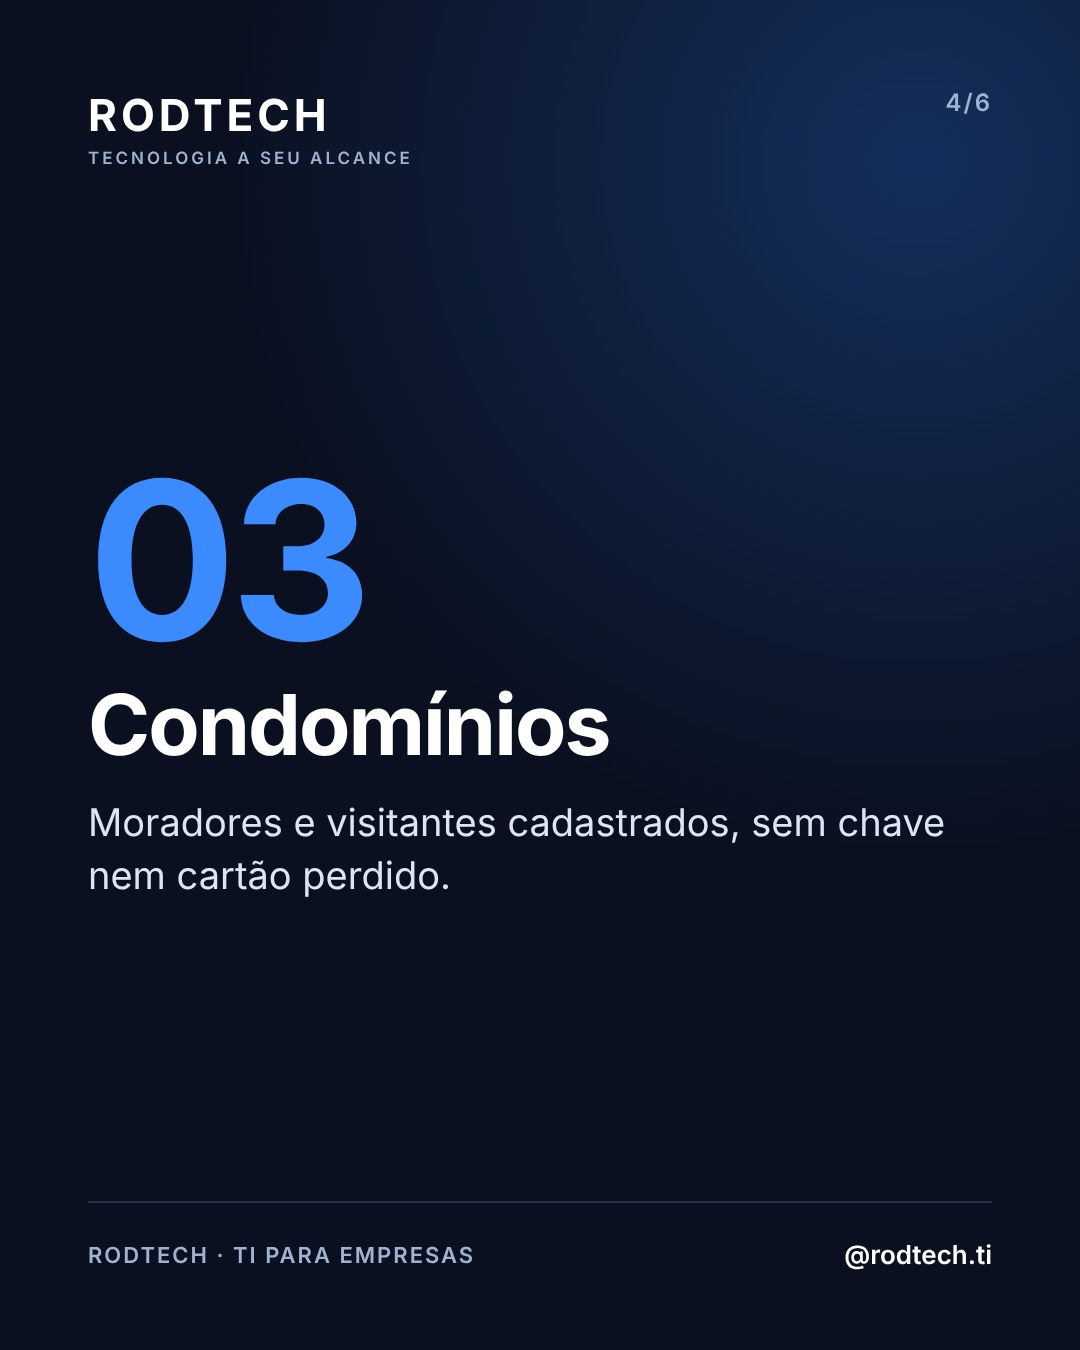 RODTECH
4/6
TECNOLOGIA A SEU ALCANCE
03
Condomínios
Moradores e visitantes cadastrados, sem chave
nem cartão perdido.
RODTECH · TI PARA EMPRESAS
@rodtech.ti